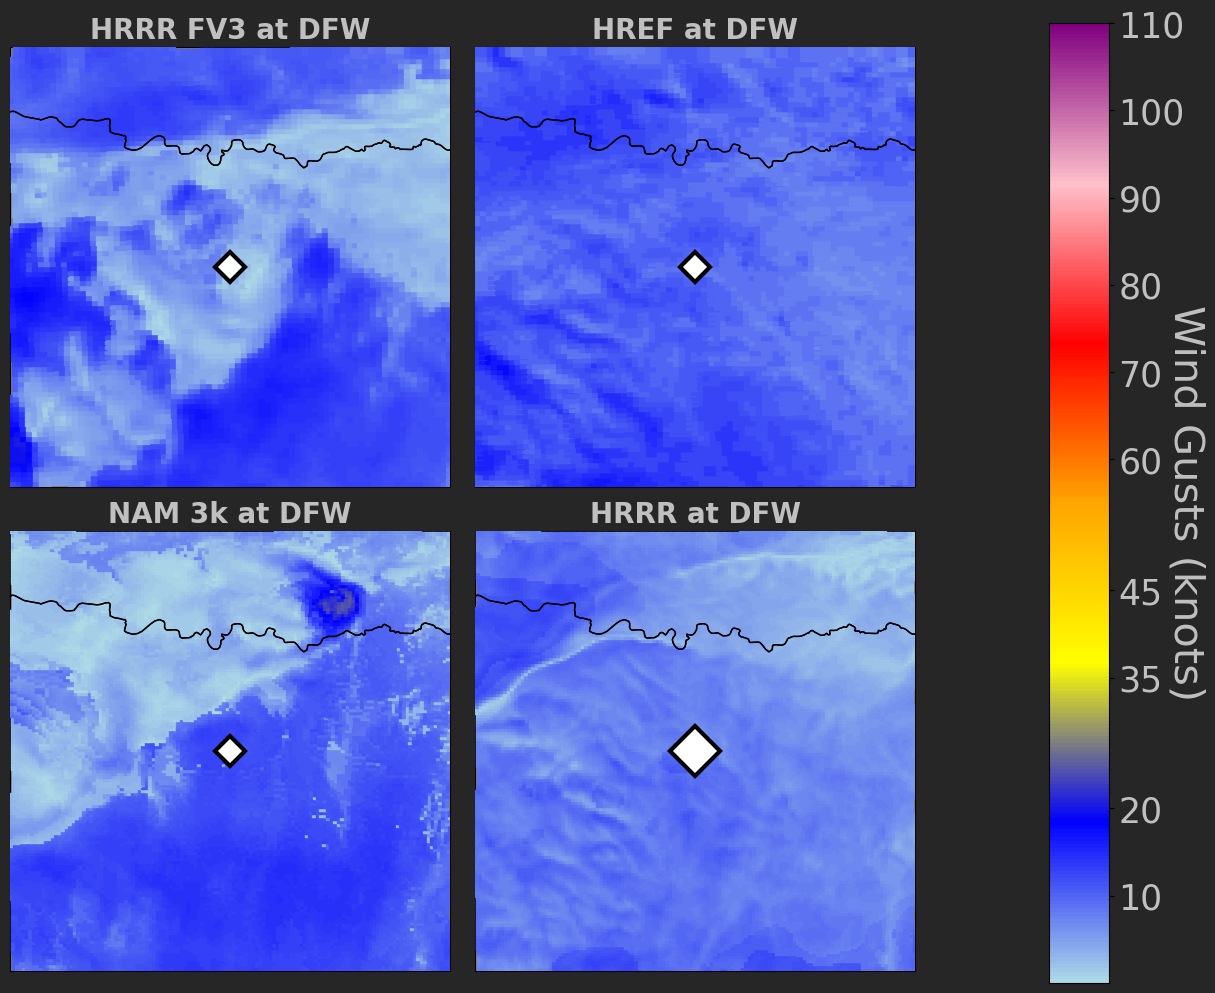 HRRR FV3 at DFW
HREF at DFW
NAM 3k at DFW
HRRR at DFW
110
100
90
80
70
60
45
35
20
10
Wind Gusts (knots)